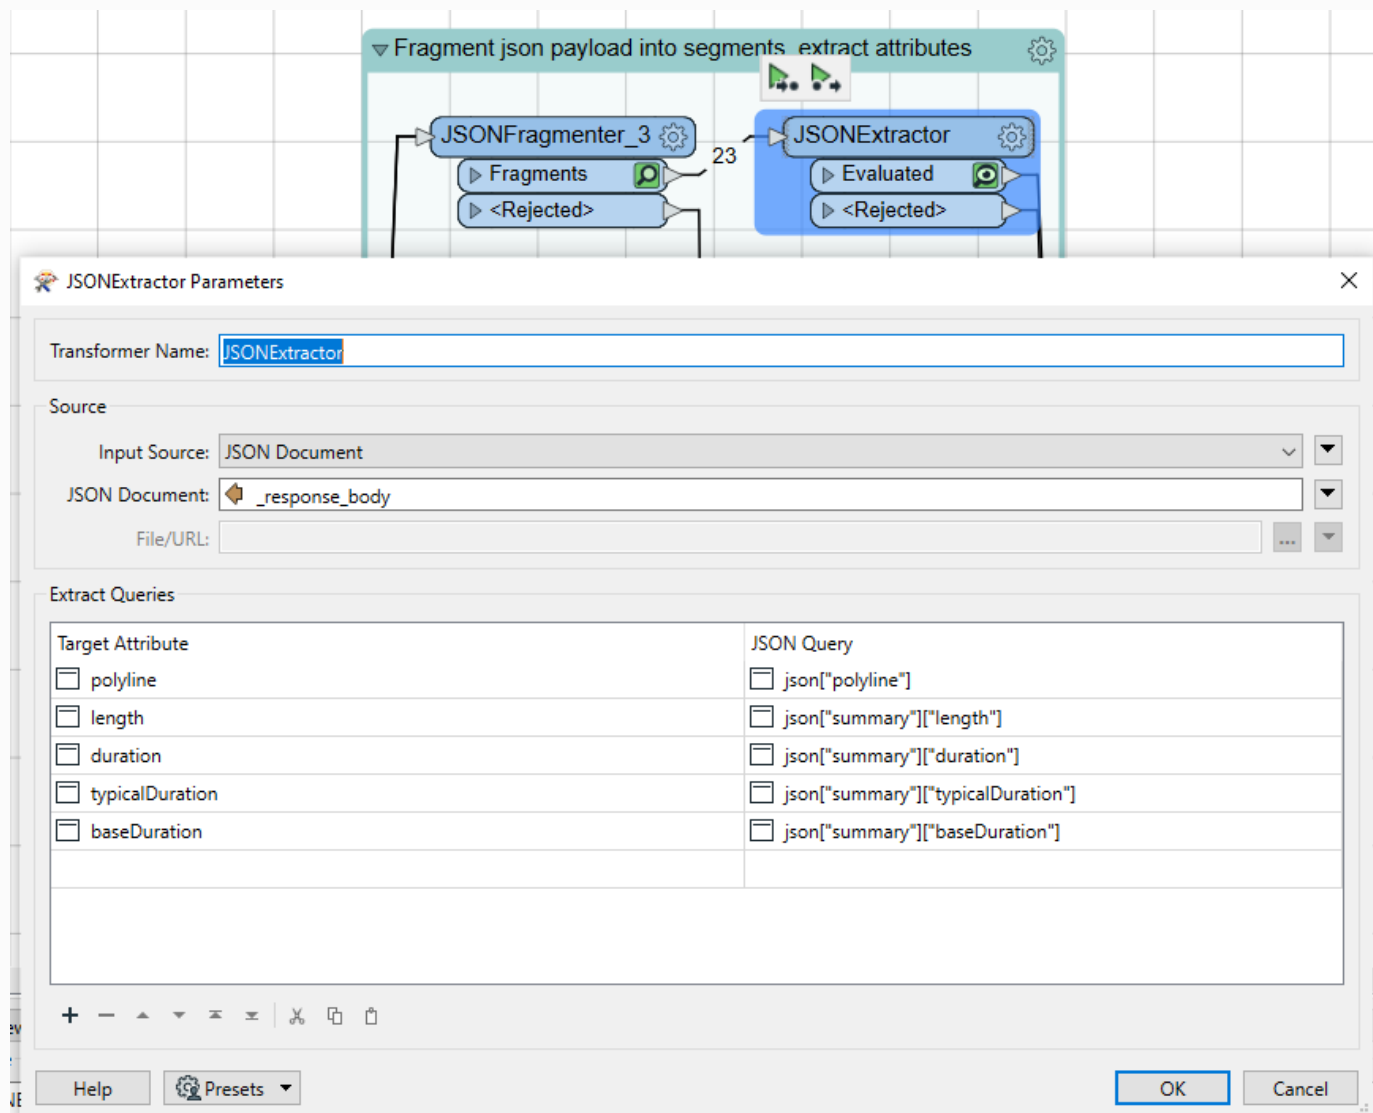 Fragment json payload into segments, extract attributes
JSONFragmenter_3
JSONExtractor
23
Fragments
Evaluated
<Rejected>
<Rejected>
JSONExtractor Parameters
Transformer Name: JSONExtractor
Source
Input Source: JSON Document
JSON Document: _response_body
File/URL:
...
Extract Queries
Target Attribute
JSON Query
polyline
json["polyline"]
length
json["summary"]["length"]
duration
json["summary"]["duration"]
typicalDuration
json["summary"]["typicalDuration"]
baseDuration
json["summary"]["baseDuration"]
Help
Presets
OK
Cancel